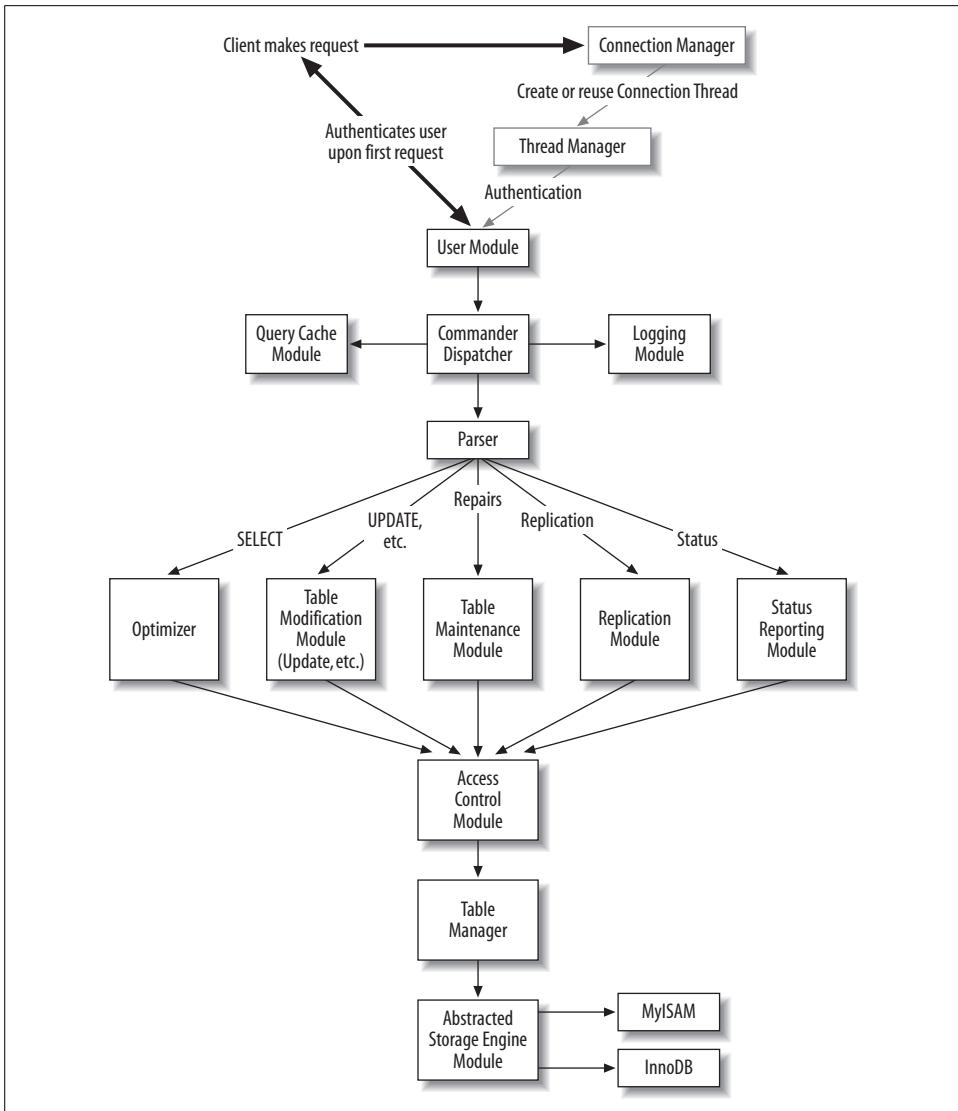 Client makes request
Connection Manager
Create or reuse Connection Thread
Authenticates user
upon first request
Thread Manager
Authentication
User Module
Query Cache
Module
Commander
Dispatcher
Logging
Module
Parser
SELECT
UPDATE,
etc.
Repairs
Replication
Status
Optimizer
Table
Modification
Module
(Update, etc.)
Table
Maintenance
Module
Replication
Module
Status
Reporting
Module
Access
Control
Module
Table
Manager
Abstracted
Storage Engine
Module
MyISAM
InnoDB